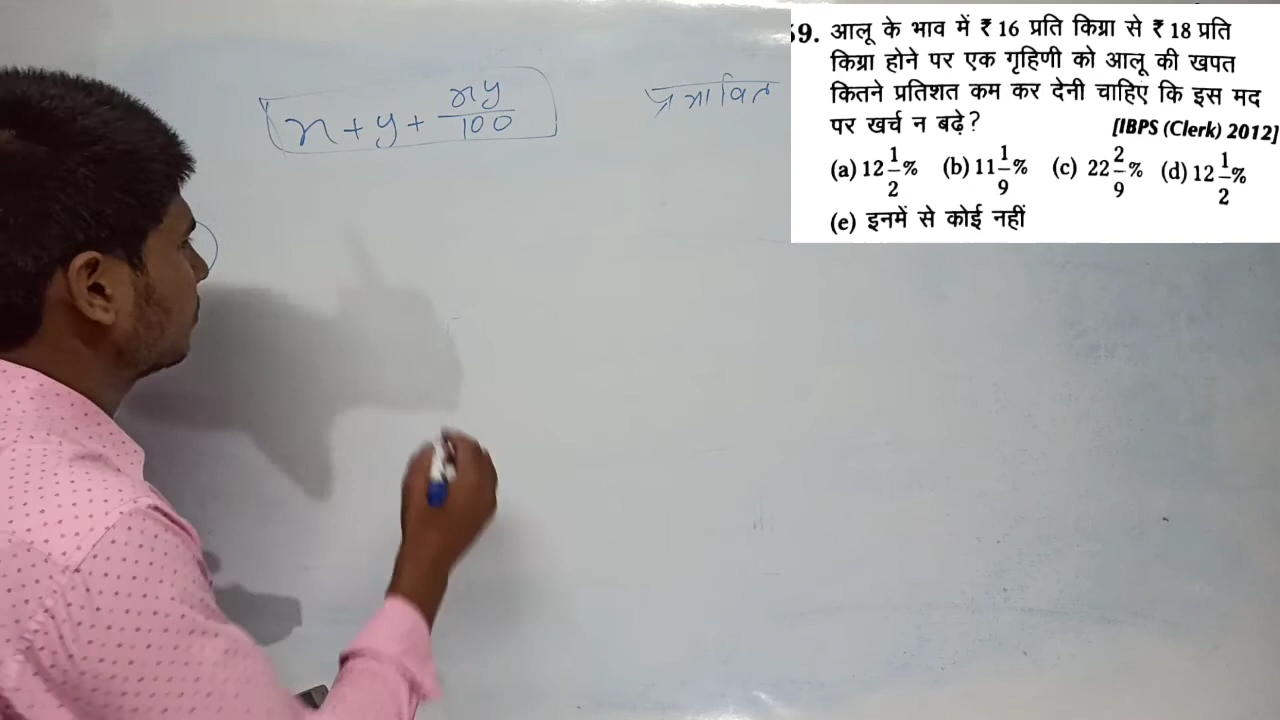 x + y + xy/100
प्रभावित
59. आलू के भाव में ₹ 16 प्रति किग्रा से ₹ 18 प्रति
किग्रा होने पर एक गृहिणी को आलू की खपत
कितने प्रतिशत कम कर देनी चाहिए कि इस मद
पर खर्च न बढ़े?
[IBPS (Clerk) 2012]
(a) 12 1/2% (b) 11 1/9% (c) 22 2/9% (d) 12 1/2%
(e) इनमें से कोई नहीं